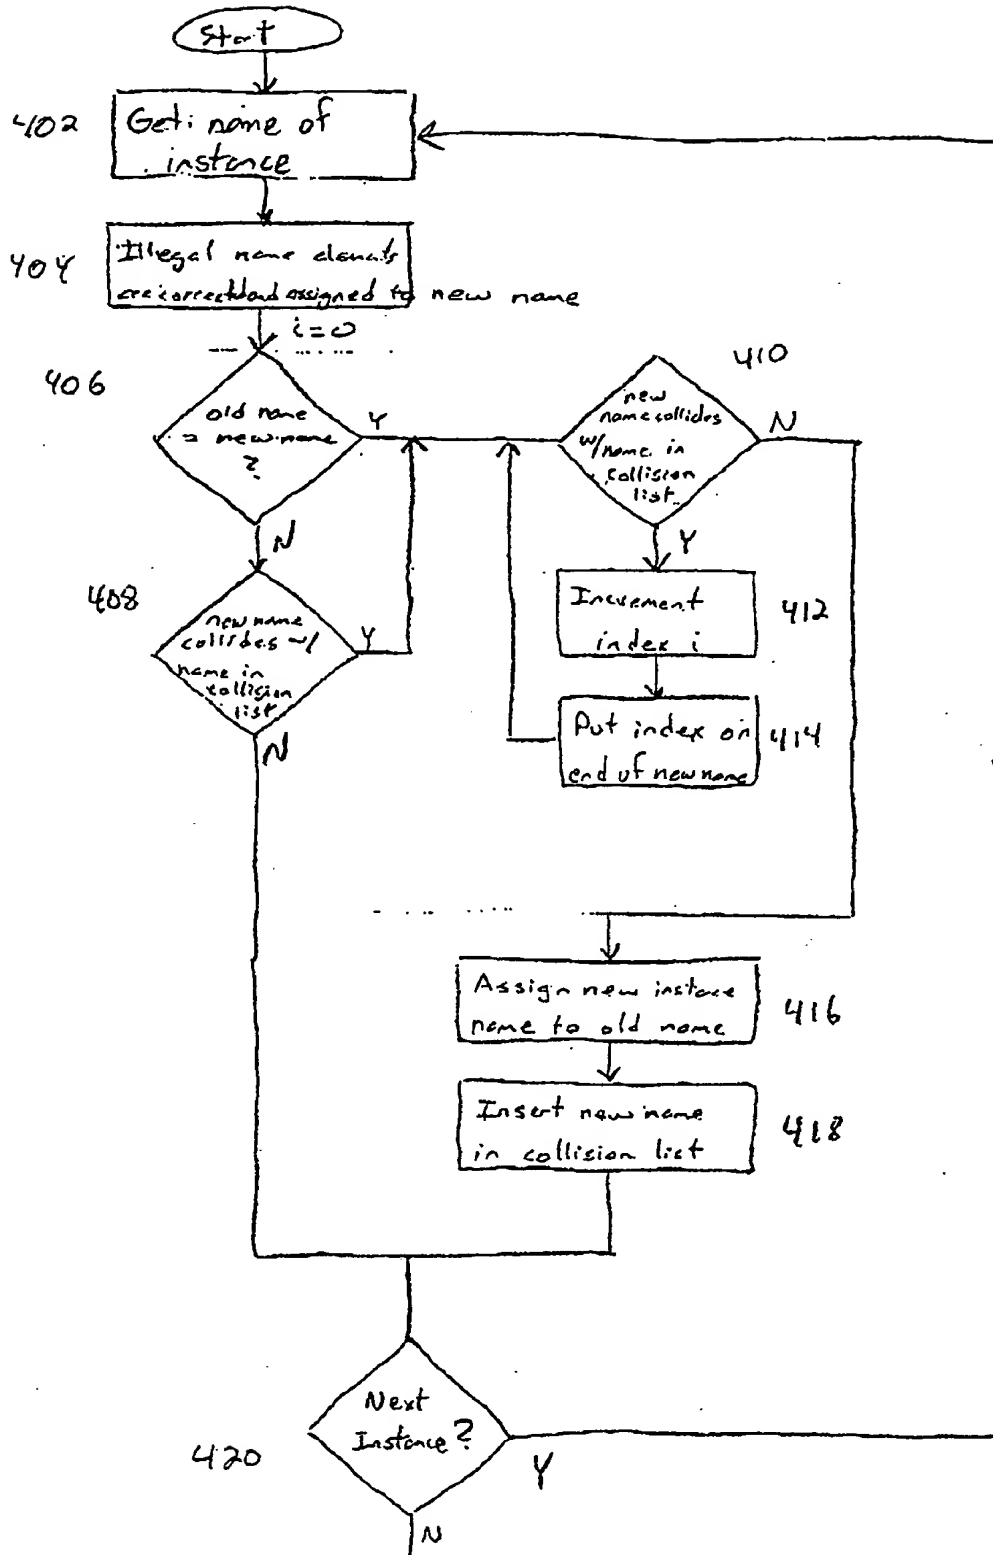 Start
402
Get: name of
instance
404
Illegal name elements
are corrected and assigned to new name
i=0
406
old name
= new name
?
Y
N
410
new
name collides
w/name in
collision
list
N
Y
408
new name
collides w/
name in
collision
list
Y
N
Increment
index i
412
Put index on
end of new name
414
Assign new instace
name to old name
416
Insert new name
in collision list
418
Next
Instance?
420
Y
N